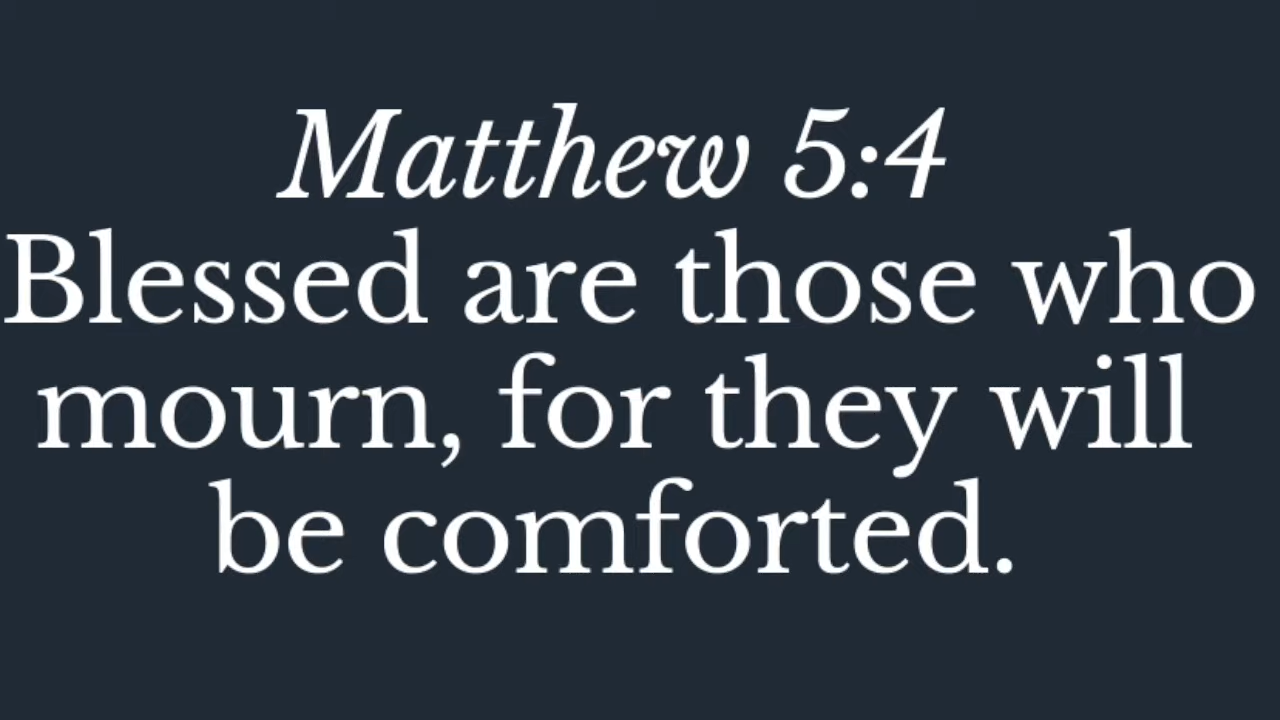 Matthew 5:4
Blessed are those who
mourn, for they will
be comforted.